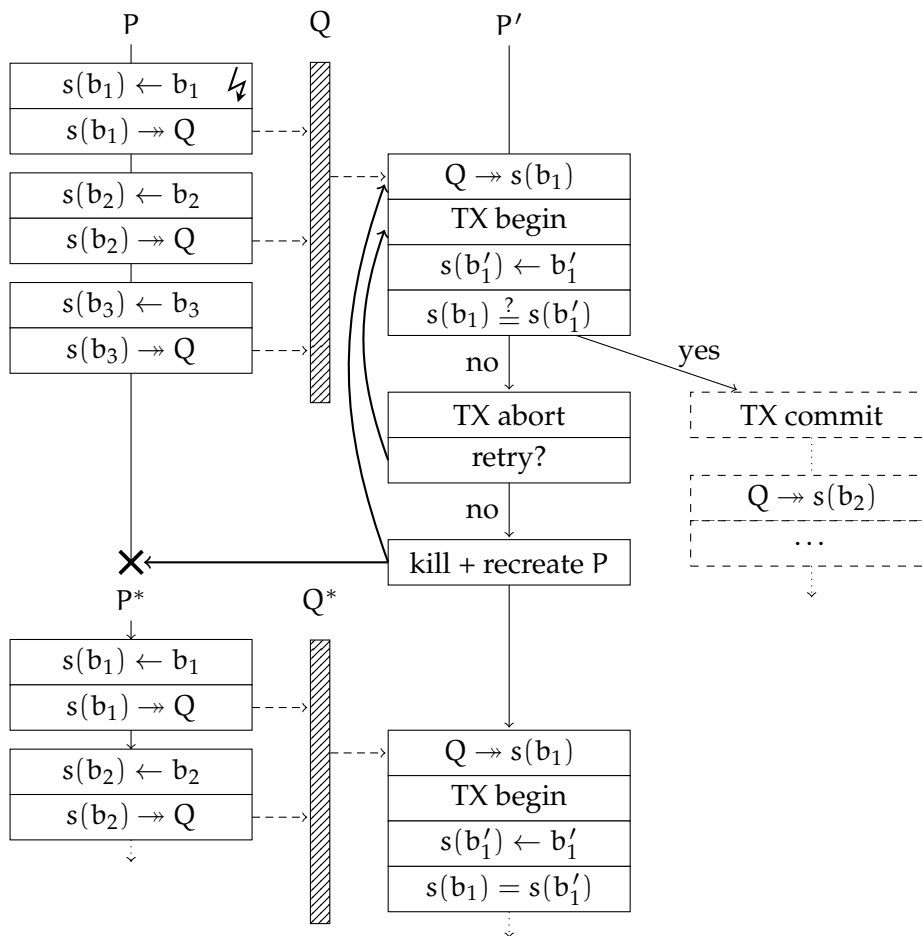 P Q P′
s(b₁) ← b₁
s(b₁) ↠ Q
Q ↠ s(b₁)
s(b₂) ← b₂
TX begin
s(b₂) ↠ Q
s(b′₁) ← b′₁
s(b₃) ← b₃
s(b₁) ≟ s(b′₁)
s(b₃) ↠ Q
no
yes
TX abort
TX commit
retry?
Q ↠ s(b₂)
no
...
kill + recreate P
P* Q*
s(b₁) ← b₁
s(b₁) ↠ Q
Q ↠ s(b₁)
s(b₂) ← b₂
TX begin
s(b₂) ↠ Q
s(b′₁) ← b′₁
s(b₁) = s(b′₁)